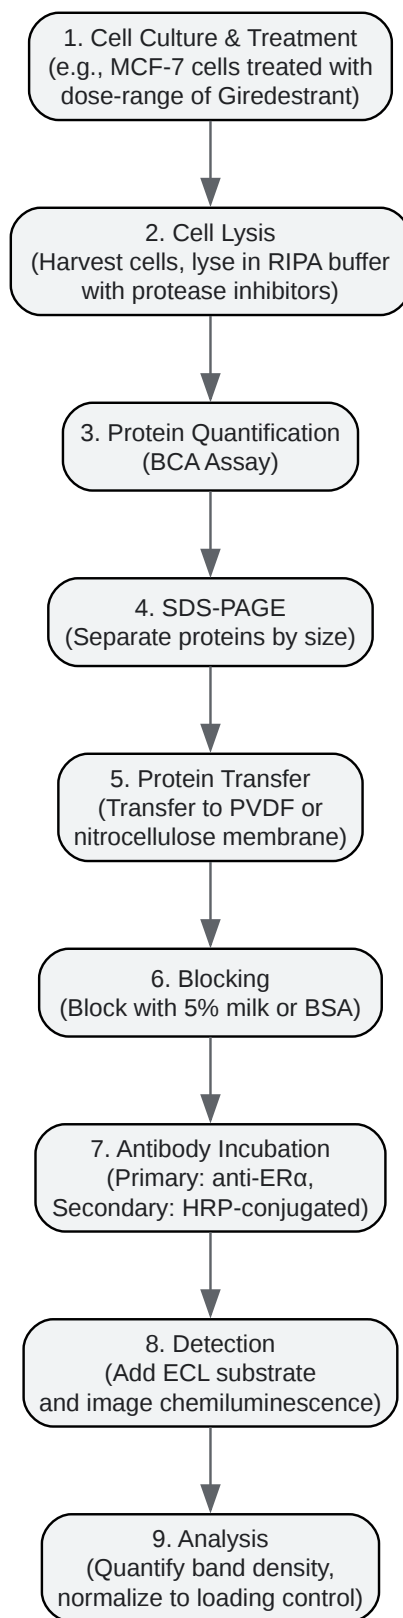 1. Cell Culture & Treatment
(e.g., MCF-7 cells treated with
dose-range of Giredestrant)
2. Cell Lysis
(Harvest cells, lyse in RIPA buffer
with protease inhibitors)
3. Protein Quantification
(BCA Assay)
4. SDS-PAGE
(Separate proteins by size)
5. Protein Transfer
(Transfer to PVDF or
nitrocellulose membrane)
6. Blocking
(Block with 5% milk or BSA)
7. Antibody Incubation
(Primary: anti-ERα,
Secondary: HRP-conjugated)
8. Detection
(Add ECL substrate
and image chemiluminescence)
9. Analysis
(Quantify band density,
normalize to loading control)